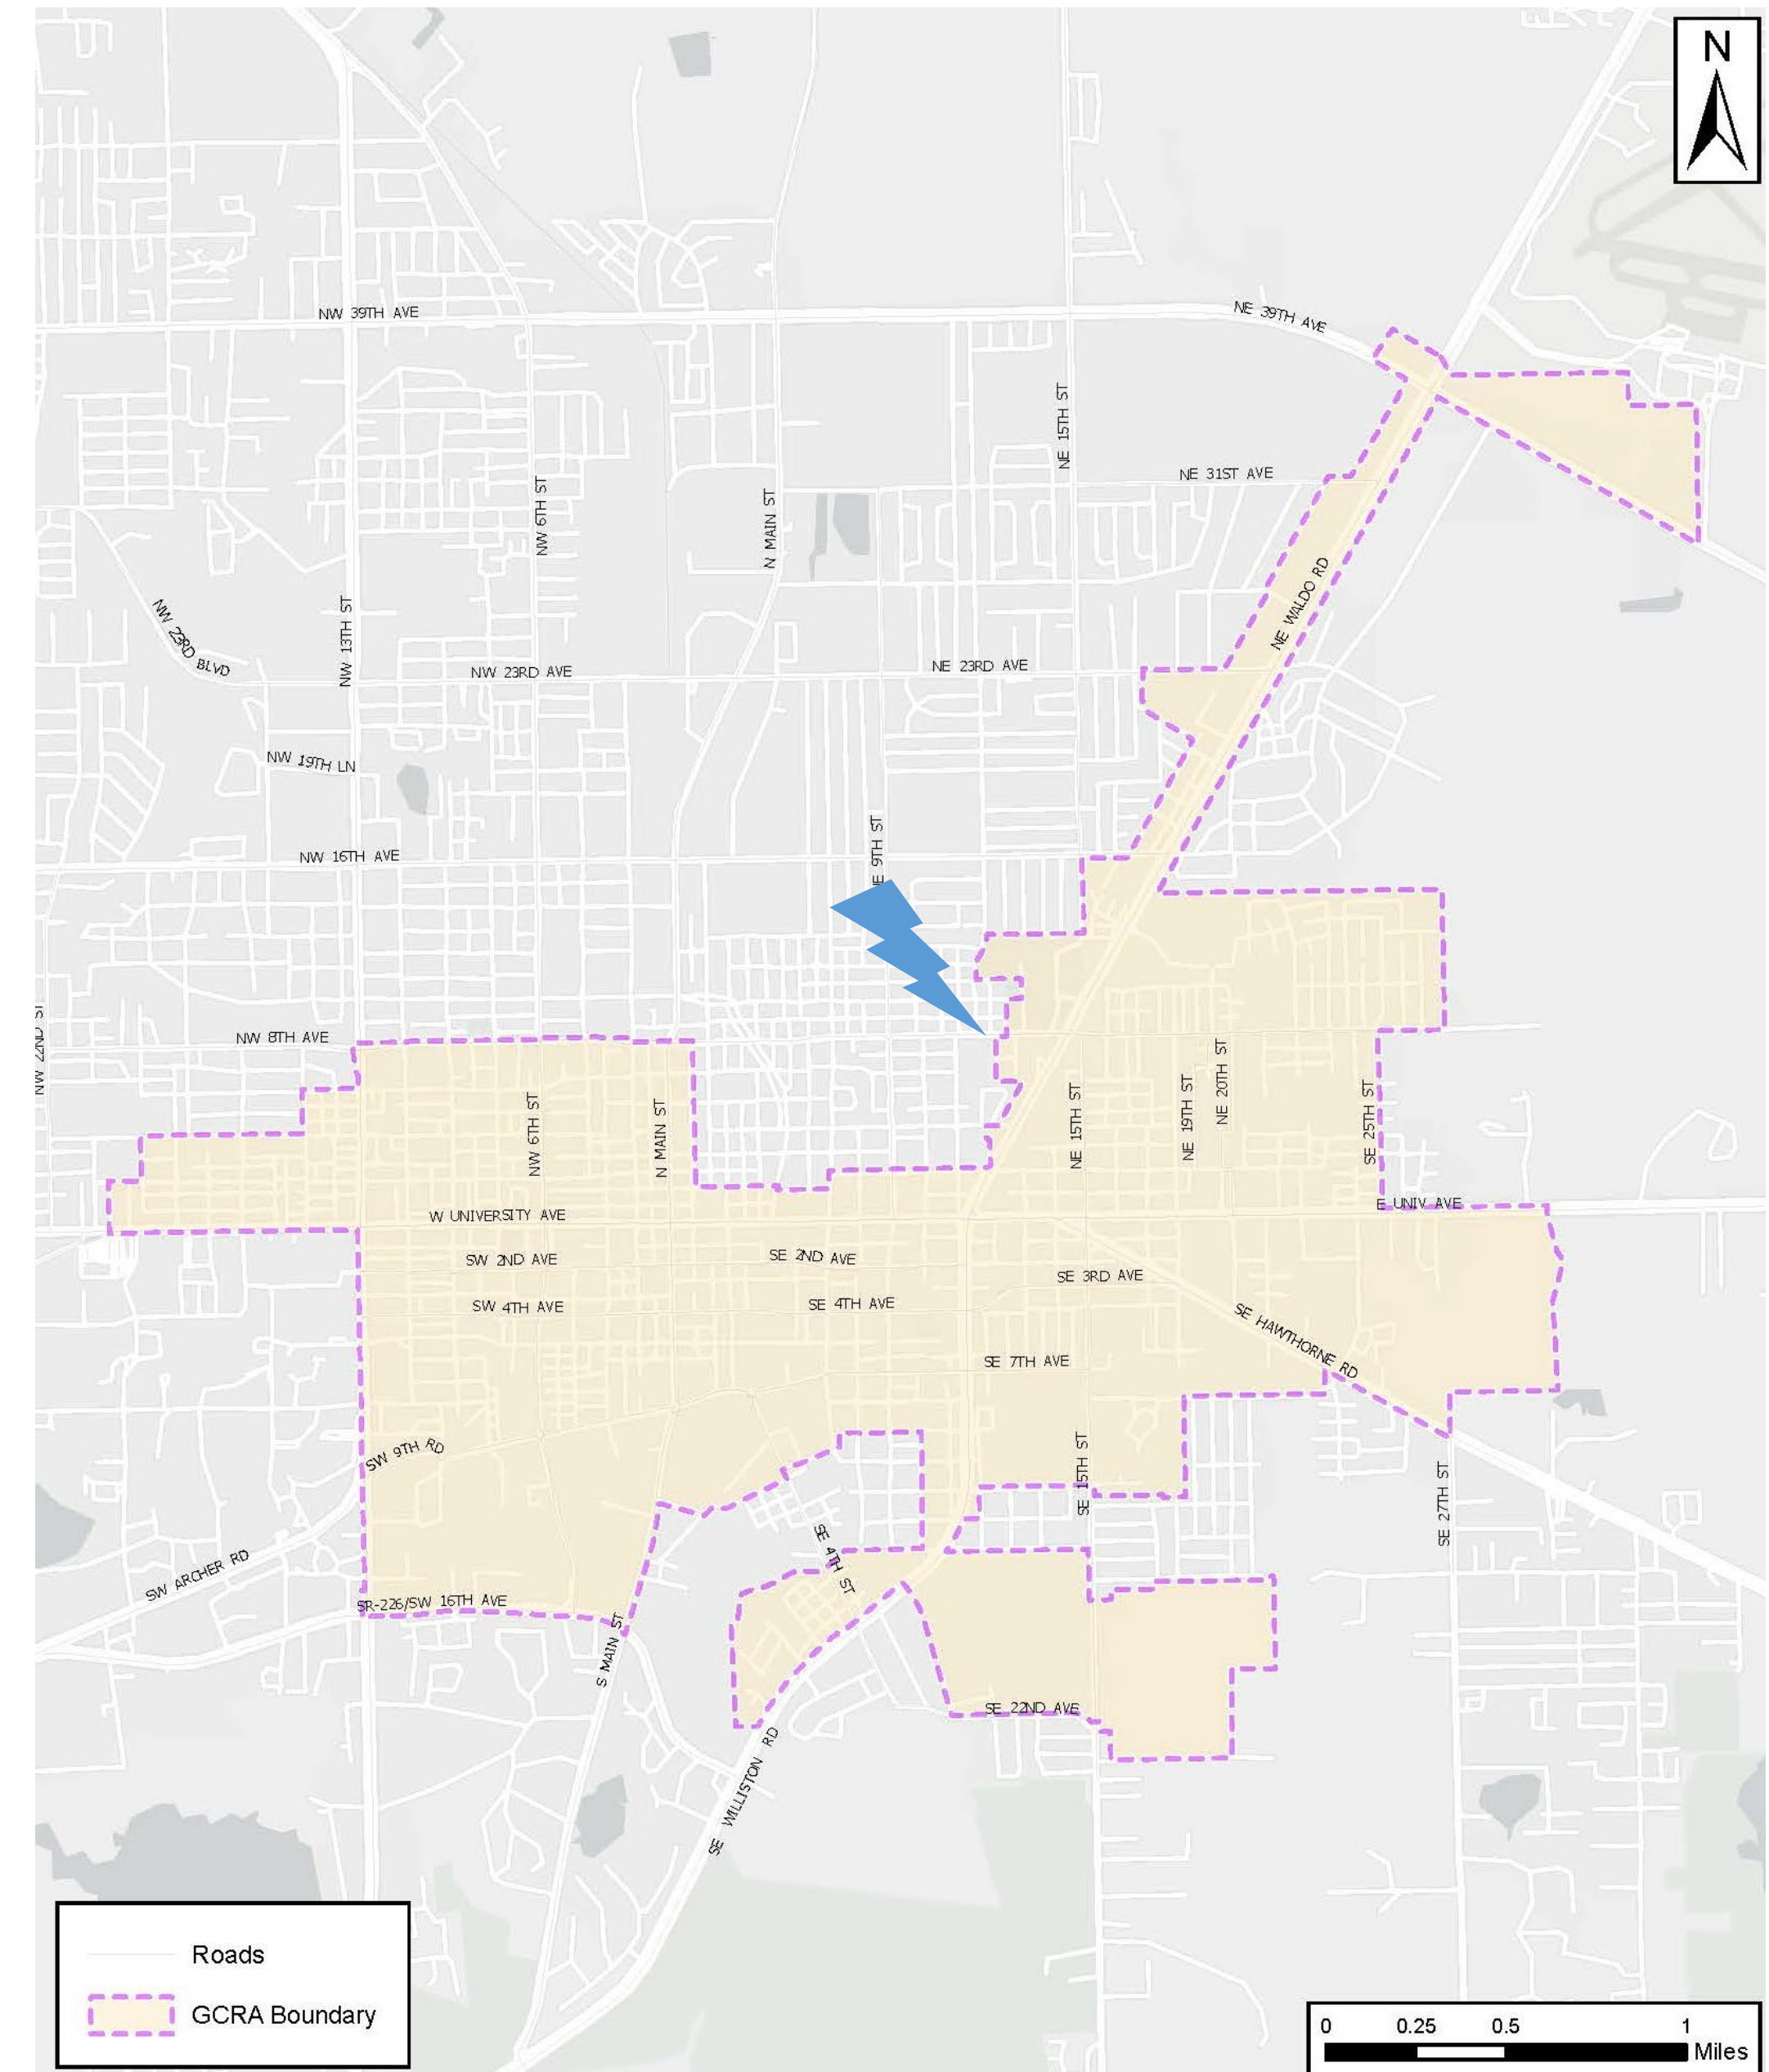 N
NW 39TH AVE
NE 39TH AVE
NE 15TH ST
NE 31ST AVE
NW 6TH ST
N MAIN ST
NE WALDO RD
NW 23RD BLVD
NW 13TH ST
NW 23RD AVE
NE 23RD AVE
NW 19TH LN
E 9TH ST
NW 16TH AVE
NW 22ND ST
NW 8TH AVE
NW 6TH ST
N MAIN ST
NE 15TH ST
NE 19TH ST
NE 20TH ST
SE 25TH ST
E UNIV AVE
W UNIVERSITY AVE
SW 2ND AVE
SE 2ND AVE
SE 3RD AVE
SW 4TH AVE
SE 4TH AVE
SE HAWTHORNE RD
SE 7TH AVE
SW 9TH RD
SE 15TH ST
SE 27TH ST
SE 4TH ST
SW ARCHER RD
SR-226/SW 16TH AVE
S MAIN ST
SE 22ND AVE
SE WILLISTON RD
Roads
GCRA Boundary
0 0.25 0.5 1
Miles